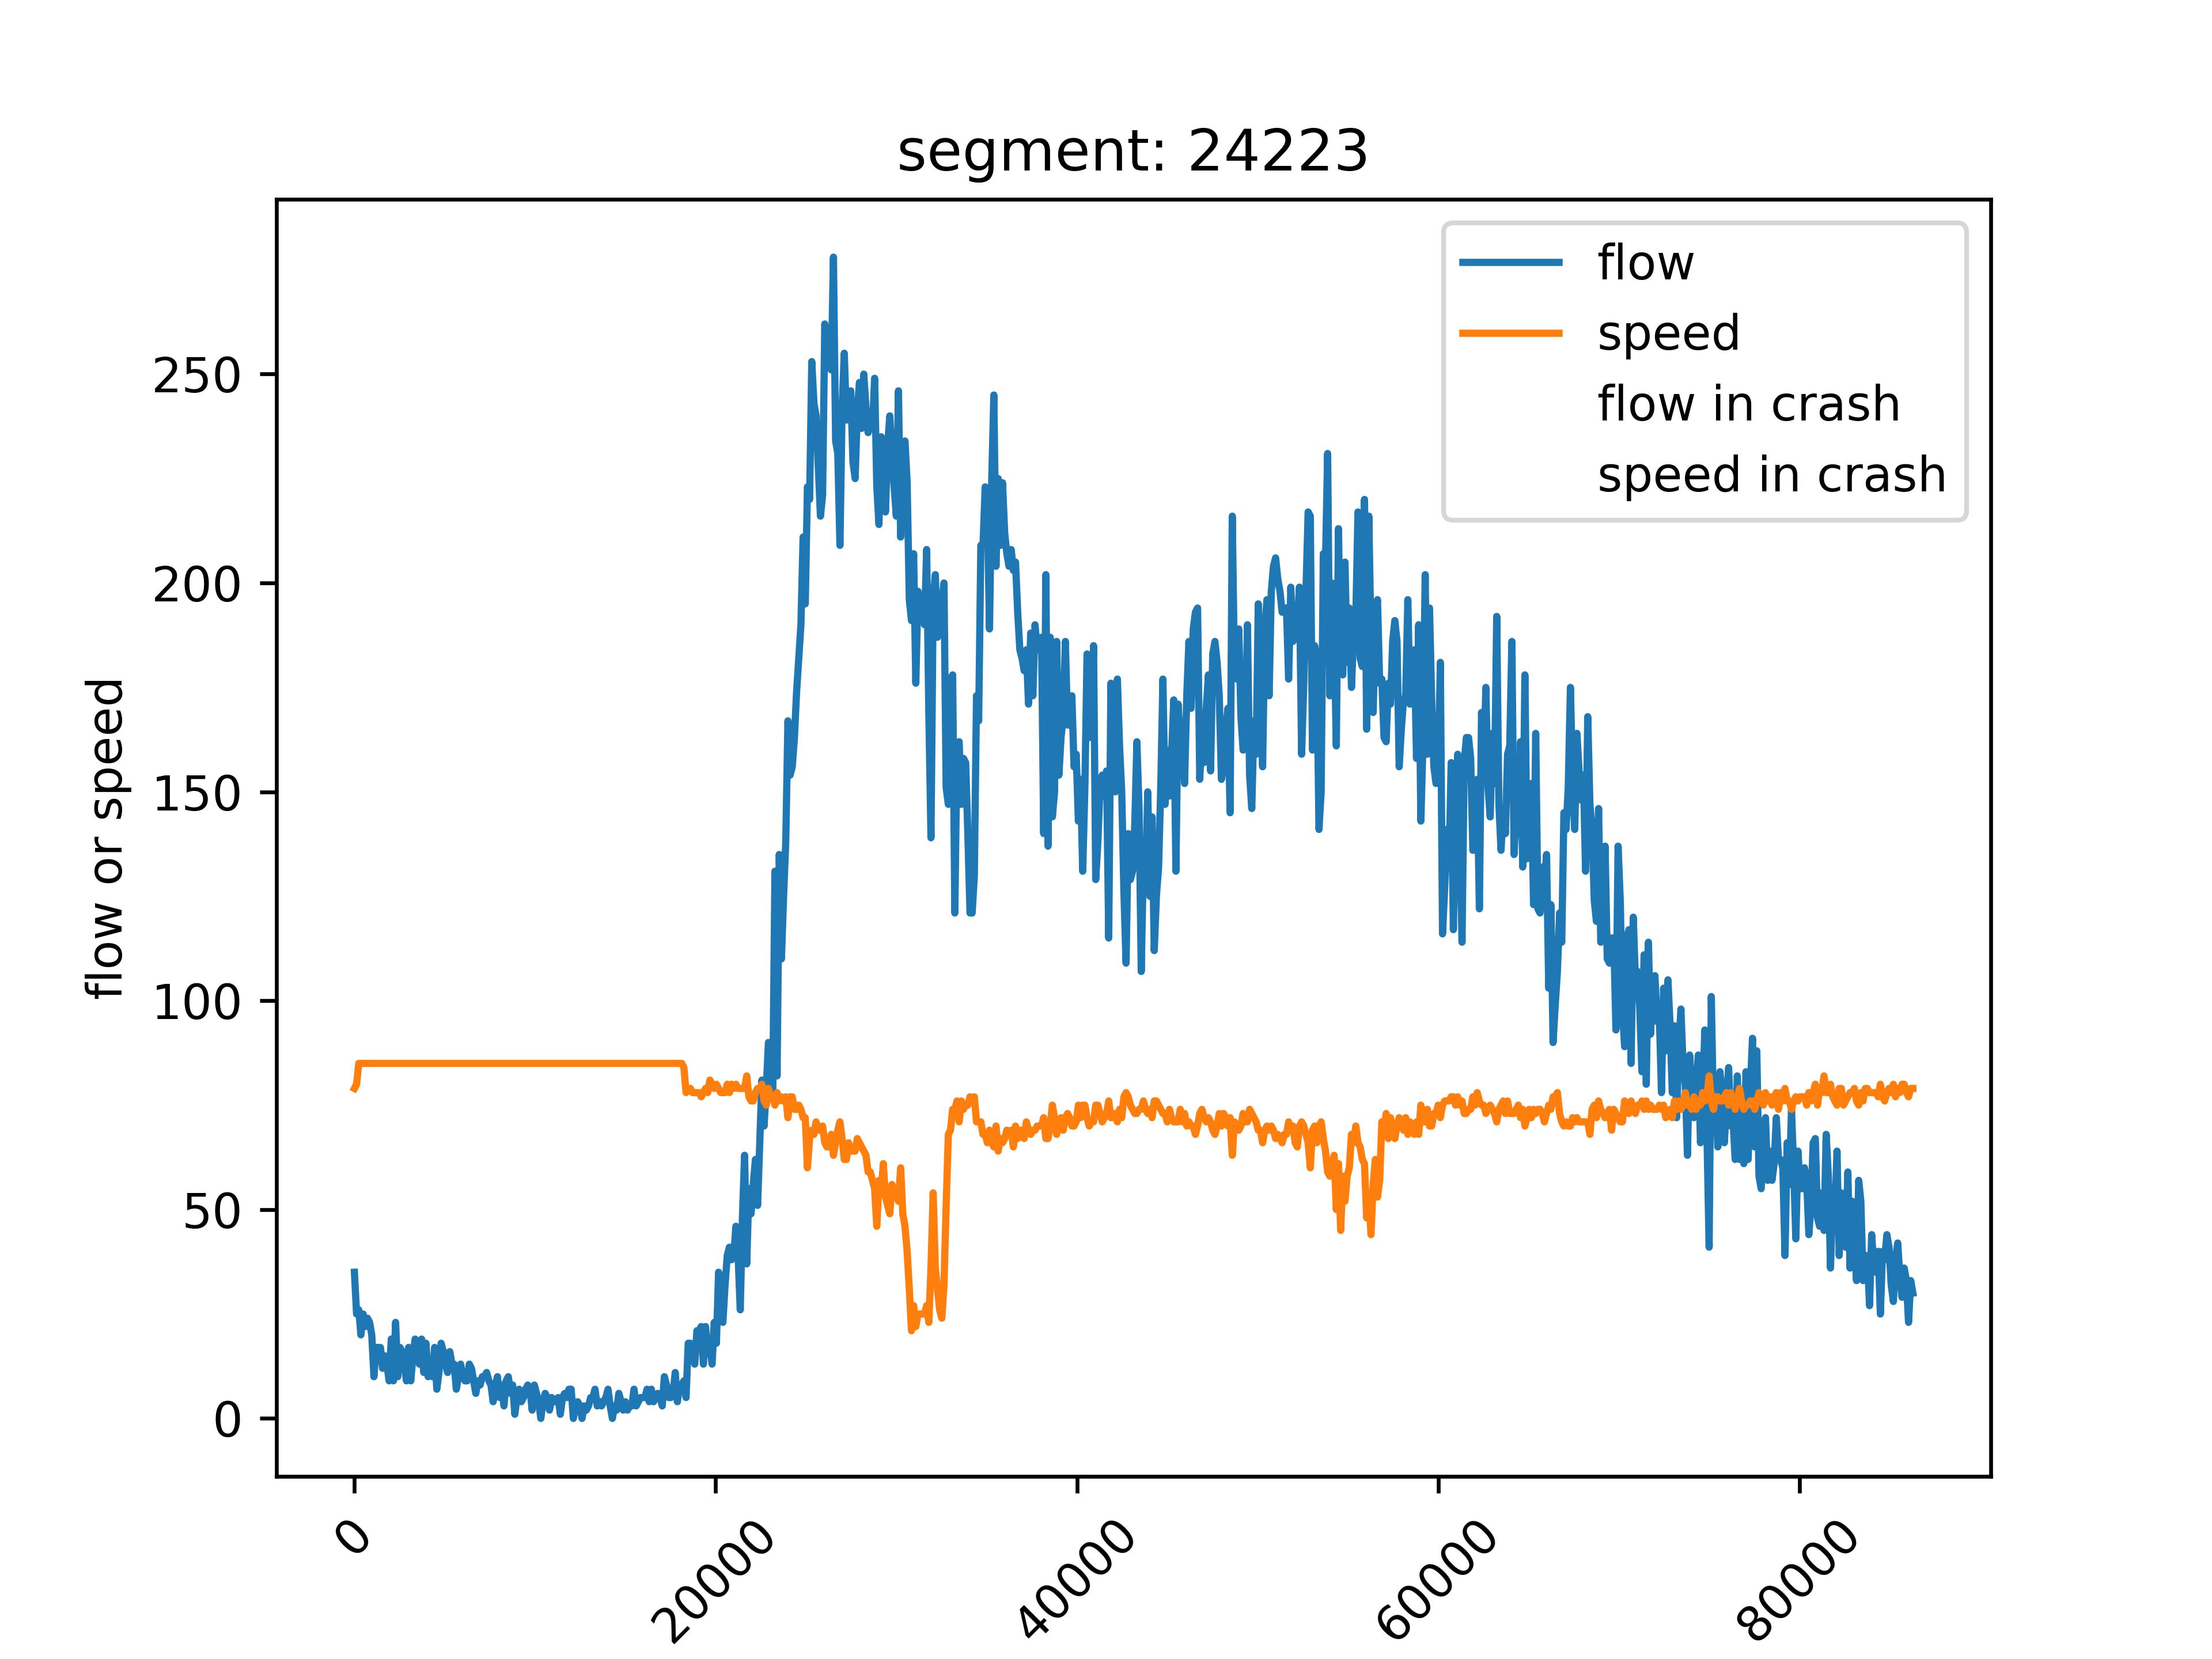 segment: 24223
flow
speed
flow in crash
speed in crash
flow or speed
250
200
150
100
50
0
0
20000
40000
60000
80000